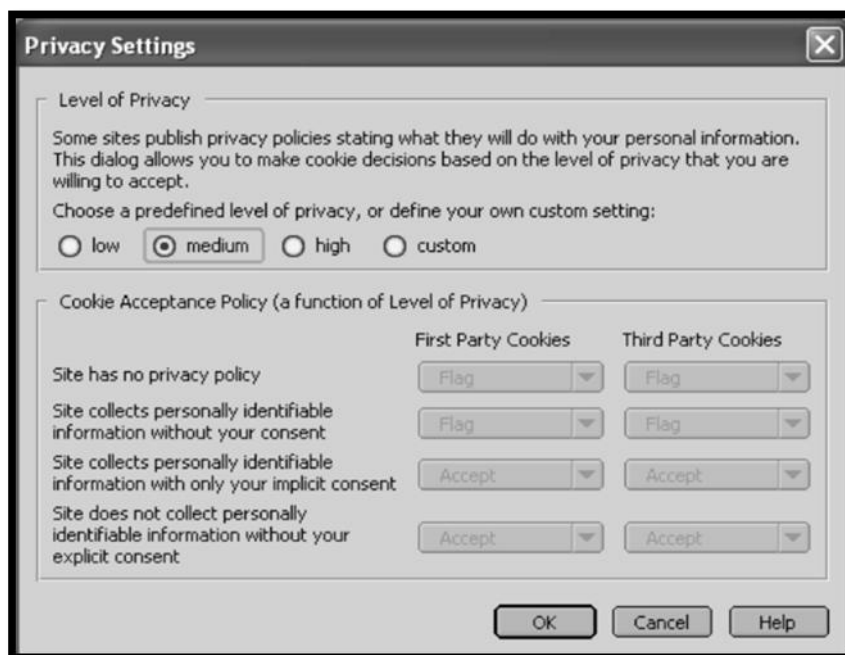 Privacy Settings
Level of Privacy
Some sites publish privacy policies stating what they will do with your personal information.
This dialog allows you to make cookie decisions based on the level of privacy that you are
willing to accept.
Choose a predefined level of privacy, or define your own custom setting:
low medium high custom
Cookie Acceptance Policy (a function of Level of Privacy)
First Party Cookies Third Party Cookies
Site has no privacy policy Flag Flag
Site collects personally identifiable
information without your consent Flag Flag
Site collects personally identifiable
information with only your implicit consent Accept Accept
Site does not collect personally
identifiable information without your
explicit consent Accept Accept
OK Cancel Help